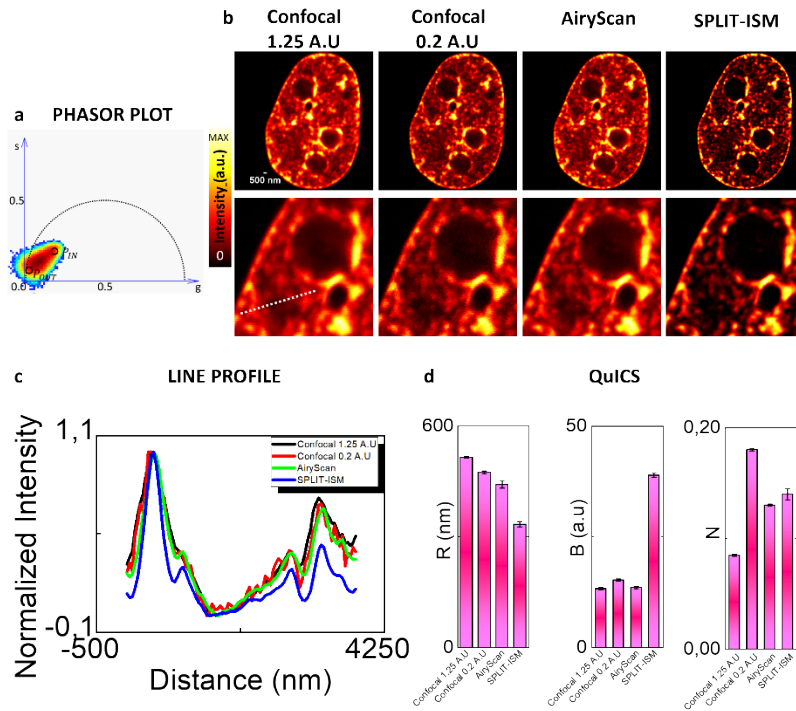 b
Confocal
1.25 A.U
Confocal
0.2 A.U
AiryScan
SPLIT-ISM
500 nm
a
PHASOR PLOT
s
0.5
0.0
0.5
g
P_IN
P_OUT
MAX
Intensity (a.u.)
0
c
LINE PROFILE
Normalized Intensity
1,1
-0,1
-500
4250
Distance (nm)
Confocal 1.25 A.U
Confocal 0.2 A.U
AiryScan
SPLIT-ISM
d
QuICS
R (nm)
600
0
Confocal 1.25 A.U
Confocal 0.2 A.U
AiryScan
SPLIT-ISM
B (a.u)
50
0
Confocal 1.25 A.U
Confocal 0.2 A.U
AiryScan
SPLIT-ISM
N
0,20
0,00
Confocal 1.25 A.U
Confocal 0.2 A.U
AiryScan
SPLIT-ISM